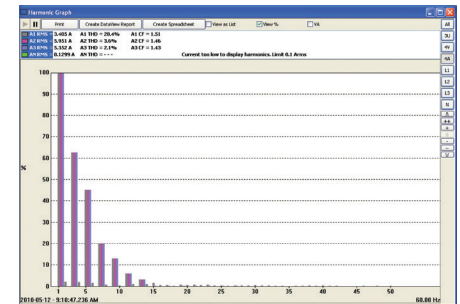 Harmonic Graph
Print Create DataView Report Create Spreadsheet View as List View % VA All
A1 RMS = 3.405 A A1 THD = 28.4% A1 CF = 1.51 3U
A2 RMS = 5.951 A A2 THD = 3.6% A2 CF = 1.46 4V
A3 RMS = 5.352 A A3 THD = 2.1% A3 CF = 1.43
AN RMS = 0.1299 A AN THD = - - - Current too low to display harmonics. Limit 0.1 Arms 4A
L1
L2
L3
N
100
90
80
70
60
50
%
40
30
20
10
0
1 5 10 15 20 25 30 35 40 45 50
2010-05-12 - 9:10:47.236 AM 60.00 Hz